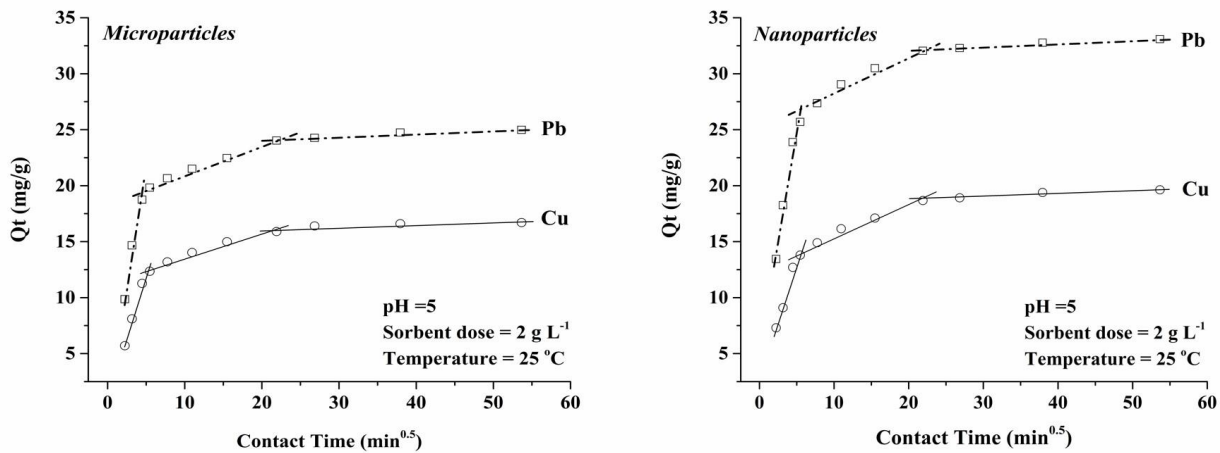 Microparticles
35
30
25
20
15
10
5
Qt (mg/g)
Pb
Cu
pH =5
Sorbent dose = 2 g L-1
Temperature = 25 oC
0 10 20 30 40 50 60
Contact Time (min0.5)
Nanoparticles
35
30
25
20
15
10
5
Qt (mg/g)
Pb
Cu
pH =5
Sorbent dose = 2 g L-1
Temperature = 25 oC
0 10 20 30 40 50 60
Contact Time (min0.5)